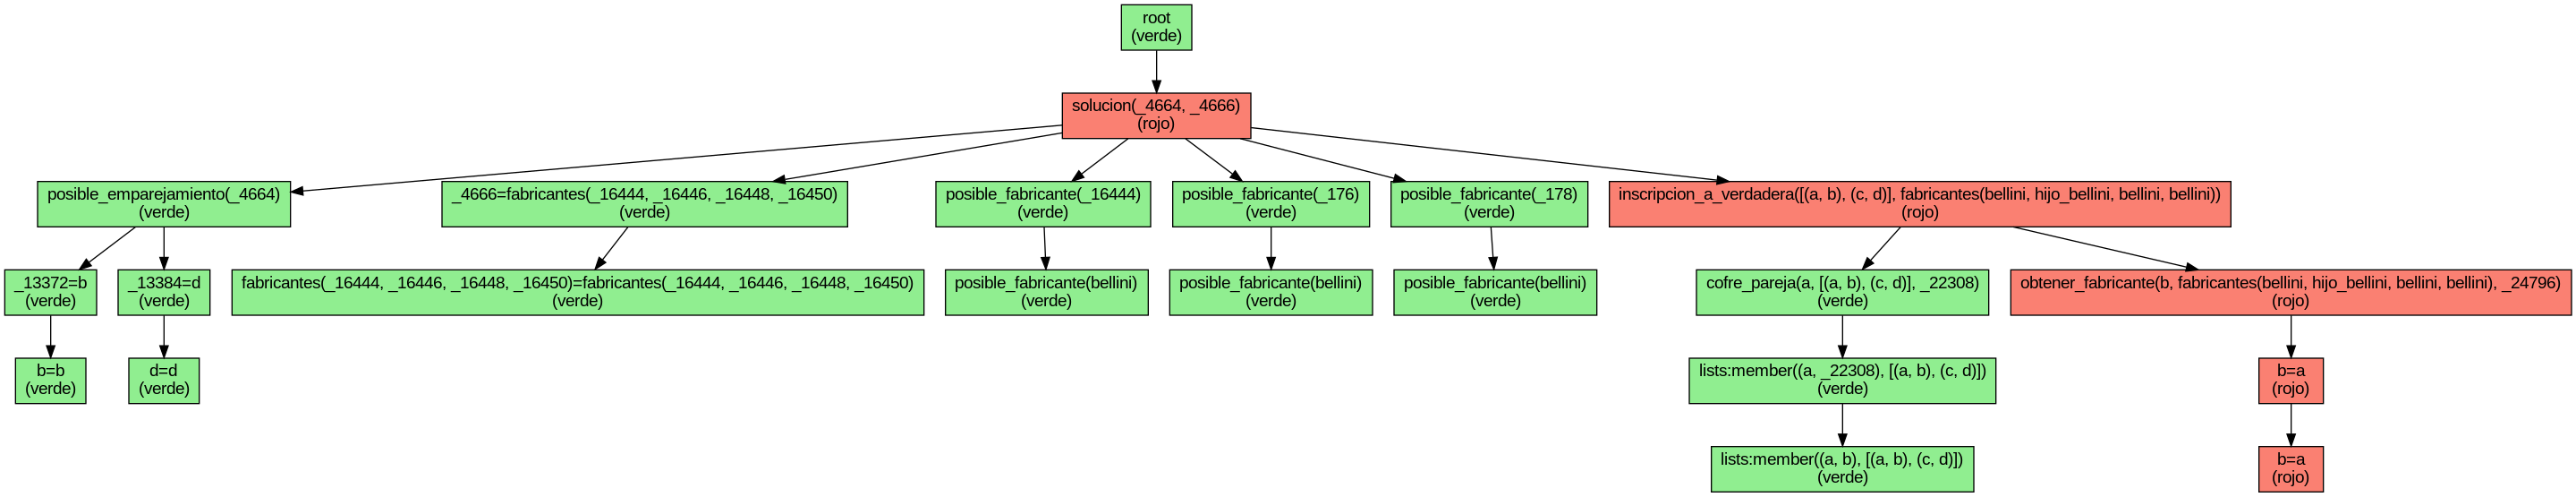 root
(verde)
solucion(_4664, _4666)
(rojo)
posible_emparejamiento(_4664)
(verde)
_4666=fabricantes(_16444, _16446, _16448, _16450)
(verde)
posible_fabricante(_16444)
(verde)
posible_fabricante(_176)
(verde)
posible_fabricante(_178)
(verde)
inscripcion_a_verdadera([(a, b), (c, d)], fabricantes(bellini, hijo_bellini, bellini, bellini))
(rojo)
_13372=b
(verde)
_13384=d
(verde)
fabricantes(_16444, _16446, _16448, _16450)=fabricantes(_16444, _16446, _16448, _16450)
(verde)
posible_fabricante(bellini)
(verde)
posible_fabricante(bellini)
(verde)
posible_fabricante(bellini)
(verde)
cofre_pareja(a, [(a, b), (c, d)], _22308)
(verde)
obtener_fabricante(b, fabricantes(bellini, hijo_bellini, bellini, bellini), _24796)
(rojo)
b=b
(verde)
d=d
(verde)
lists:member((a, _22308), [(a, b), (c, d)])
(verde)
b=a
(rojo)
lists:member((a, b), [(a, b), (c, d)])
(verde)
b=a
(rojo)